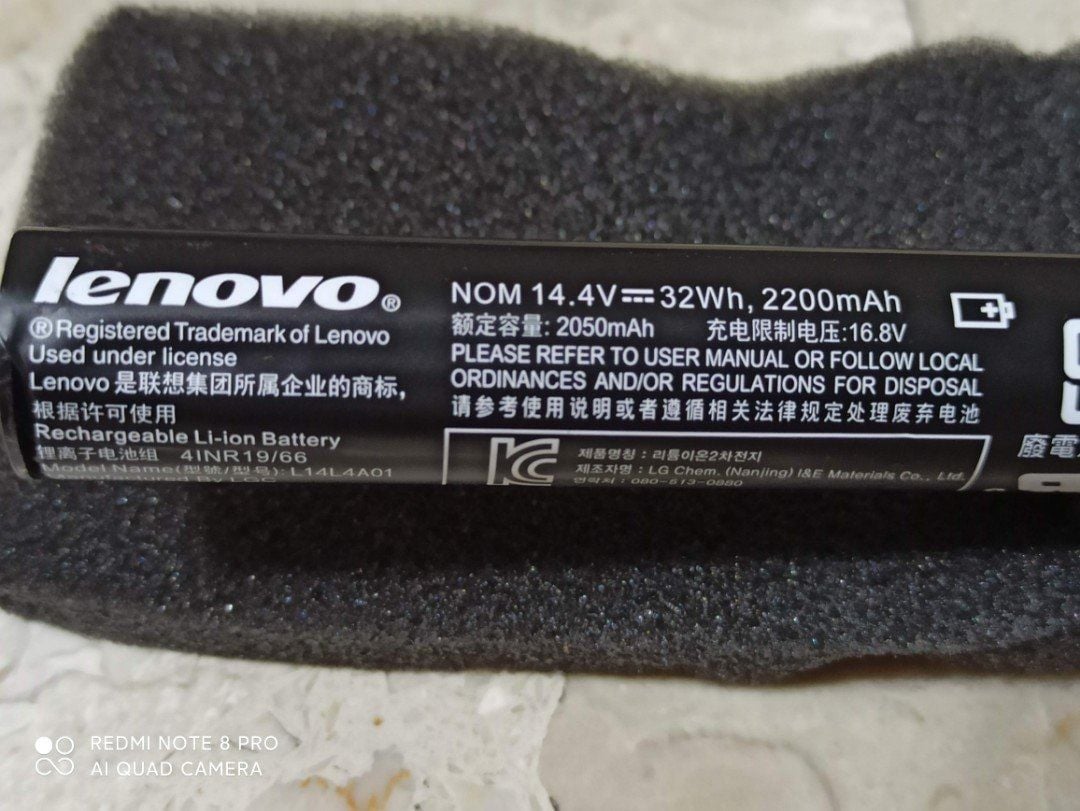 lenovo®
®Registered Trademark of Lenovo
Used under license
Lenovo 是联想集团所属企业的商标,
根据许可使用
Rechargeable Li-ion Battery
锂离子电池组 4INR19/66
Model Name(型號/型号): L14L4A01
Manufactured By LGC
NOM 14.4V⎓32Wh, 2200mAh
额定容量: 2050mAh 充电限制电压:16.8V
PLEASE REFER TO USER MANUAL OR FOLLOW LOCAL
ORDINANCES AND/OR REGULATIONS FOR DISPOSAL
请参考使用说明或者遵循相关法律规定处理废弃电池
제품명칭 : 리튬이온2차전지
제조자명 : LG Chem. (Nanjing) I&E Materials Co., Ltd.
연락처 : 080-513-0880
廢電
REDMI NOTE 8 PRO
AI QUAD CAMERA